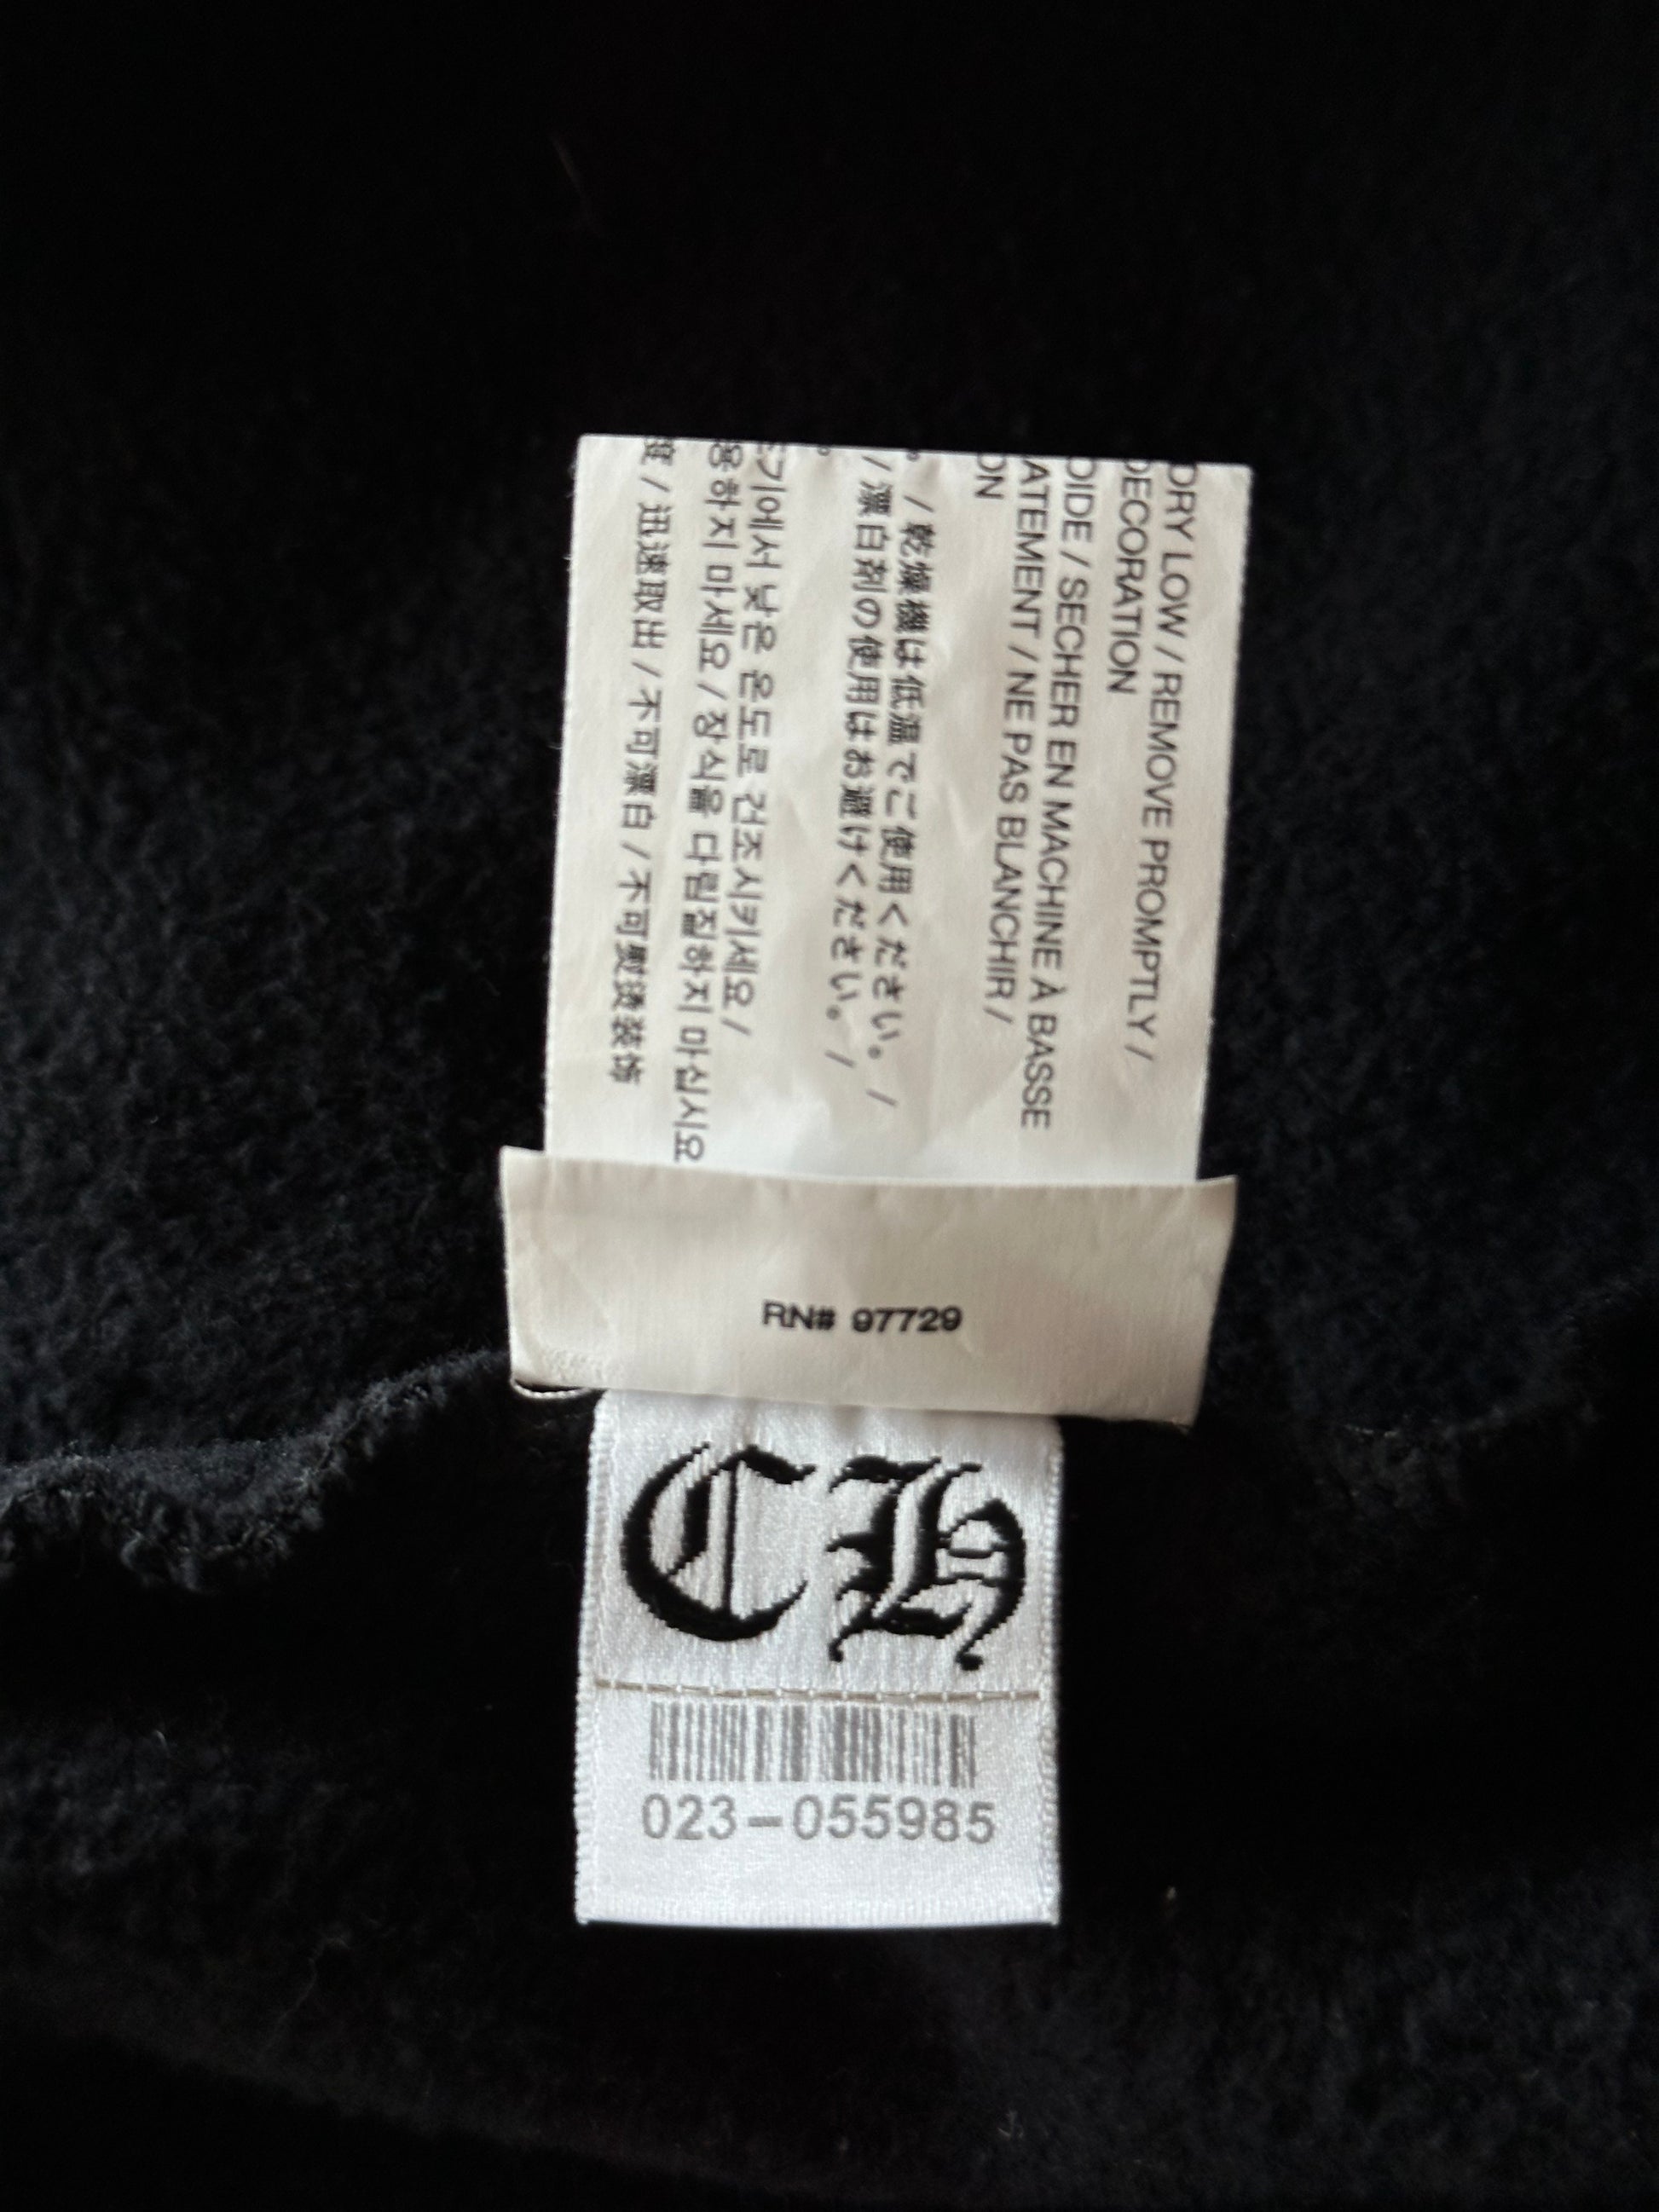 DRY LOW / REMOVE PROMPTLY /
DECORATION
OIDE / SECHER EN MACHINE À BASSE
ATEMENT / NE PAS BLANCHIR /
ON
。 / 乾燥機は低温でご使用ください。 /
/ 漂白剤の使用はお避けください。 /
기에서 낮은 온도로 건조시키세요 /
용하지 마세요 / 장식을 다림질하지 마십시요
度 / 迅速取出 / 不可漂白 / 不可熨烫装饰
RN# 97729
CH
023-055985